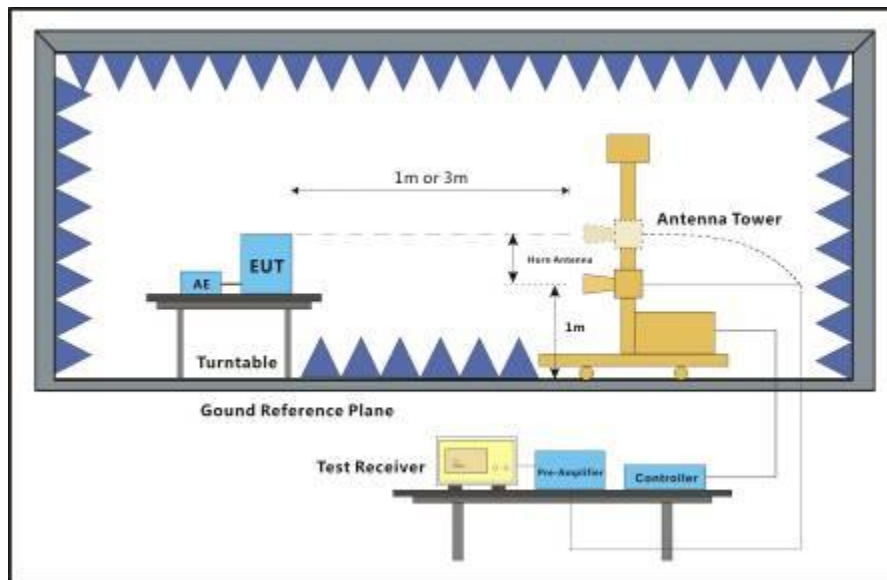 1m or 3m
Antenna Tower
Horn Antenna
EUT
AE
1m
Turntable
Gound Reference Plane
Test Receiver
Pre-Amplifier
Controller